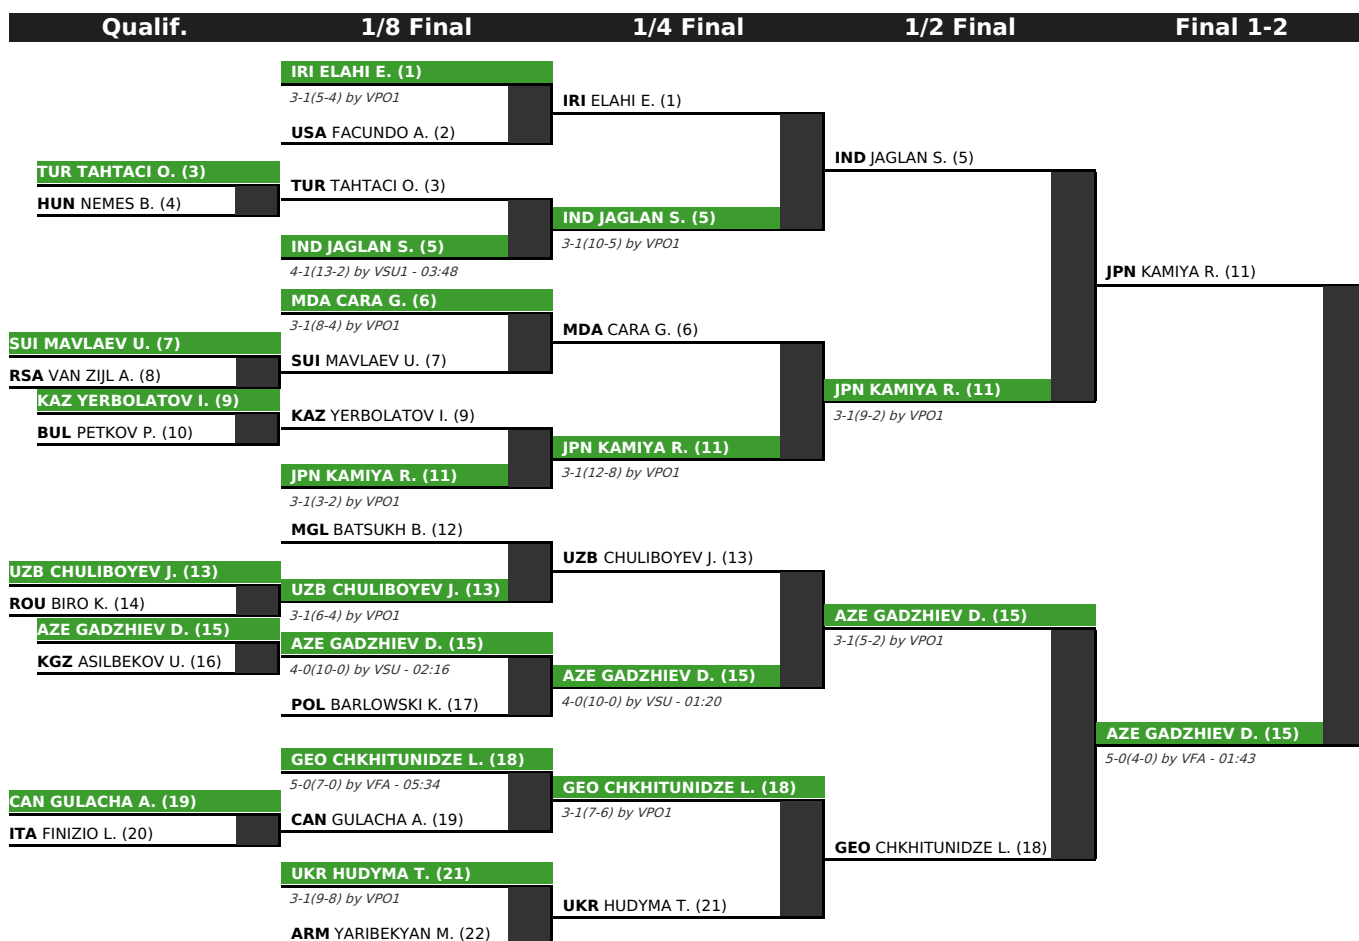 Qualif.
1/8 Final
1/4 Final
1/2 Final
Final 1-2
TUR TAHTACI O. (3)
HUN NEMES B. (4)
SUI MAVLAEV U. (7)
RSA VAN ZIJL A. (8)
KAZ YERBOLATOV I. (9)
BUL PETKOV P. (10)
UZB CHULIBOYEV J. (13)
ROU BIRO K. (14)
AZE GADZHIEV D. (15)
KGZ ASILBEKOV U. (16)
CAN GULACHA A. (19)
ITA FINIZIO L. (20)
IRI ELAHI E. (1)
3-1(5-4) by VPO1
USA FACUNDO A. (2)
TUR TAHTACI O. (3)
IND JAGLAN S. (5)
4-1(13-2) by VSU1 - 03:48
MDA CARA G. (6)
3-1(8-4) by VPO1
SUI MAVLAEV U. (7)
KAZ YERBOLATOV I. (9)
JPN KAMIYA R. (11)
3-1(3-2) by VPO1
MGL BATSUKH B. (12)
UZB CHULIBOYEV J. (13)
3-1(6-4) by VPO1
AZE GADZHIEV D. (15)
4-0(10-0) by VSU - 02:16
POL BARLOWSKI K. (17)
GEO CHKHITUNIDZE L. (18)
5-0(7-0) by VFA - 05:34
CAN GULACHA A. (19)
UKR HUDYMA T. (21)
3-1(9-8) by VPO1
ARM YARIBEKYAN M. (22)
IRI ELAHI E. (1)
IND JAGLAN S. (5)
3-1(10-5) by VPO1
MDA CARA G. (6)
JPN KAMIYA R. (11)
3-1(12-8) by VPO1
UZB CHULIBOYEV J. (13)
AZE GADZHIEV D. (15)
4-0(10-0) by VSU - 01:20
GEO CHKHITUNIDZE L. (18)
3-1(7-6) by VPO1
UKR HUDYMA T. (21)
IND JAGLAN S. (5)
JPN KAMIYA R. (11)
3-1(9-2) by VPO1
AZE GADZHIEV D. (15)
3-1(5-2) by VPO1
GEO CHKHITUNIDZE L. (18)
JPN KAMIYA R. (11)
AZE GADZHIEV D. (15)
5-0(4-0) by VFA - 01:43